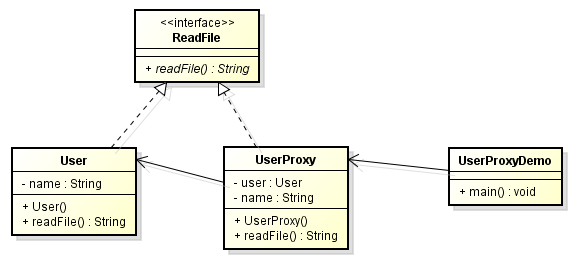 <<interface>>
ReadFile
+ readFile() : String
User
- name : String
+ User()
+ readFile() : String
UserProxy
- user : User
- name : String
+ UserProxy()
+ readFile() : String
UserProxyDemo
+ main() : void